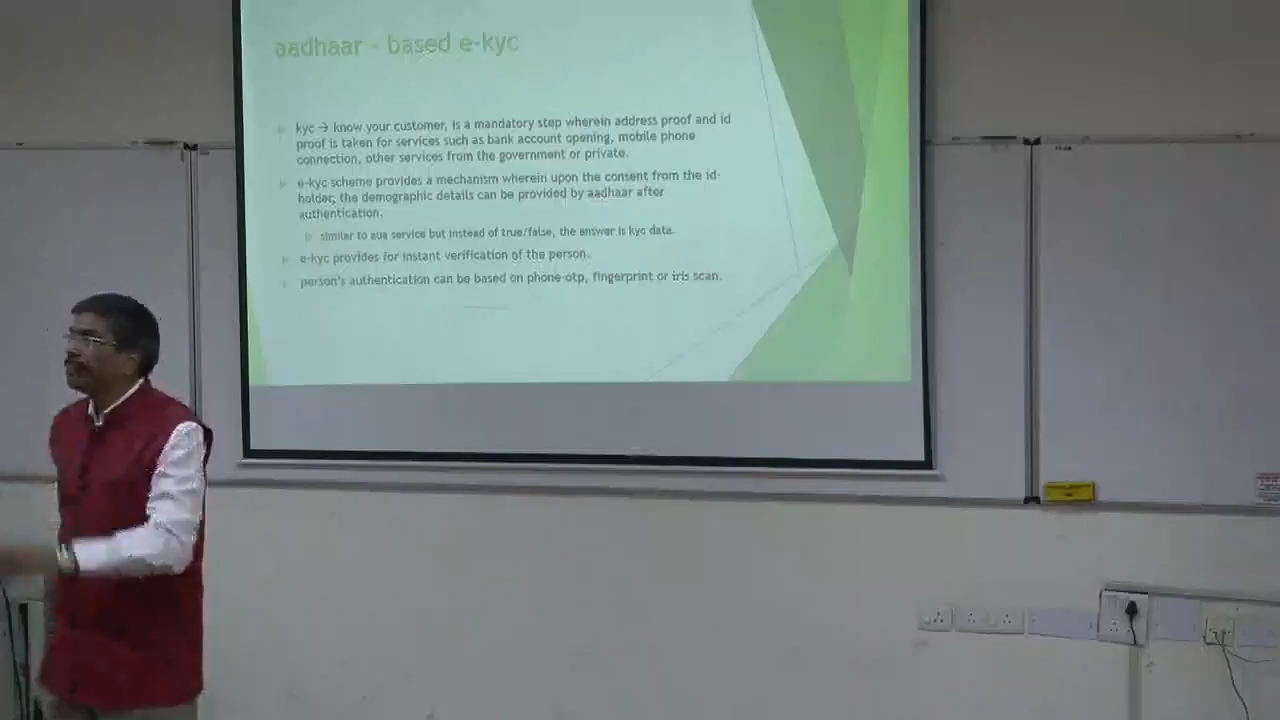 aadhaar - based e-kyc
kyc → know your customer, is a mandatory step wherein address proof and id
proof is taken for services such as bank account opening, mobile phone
connection, other services from the government or private.
e-kyc scheme provides a mechanism wherein upon the consent from the id-
holder, the demographic details can be provided by aadhaar after
authentication.
similar to aua service but instead of true/false, the answer is kyc data.
e-kyc provides for instant verification of the person.
person's authentication can be based on phone-otp, fingerprint or iris scan.